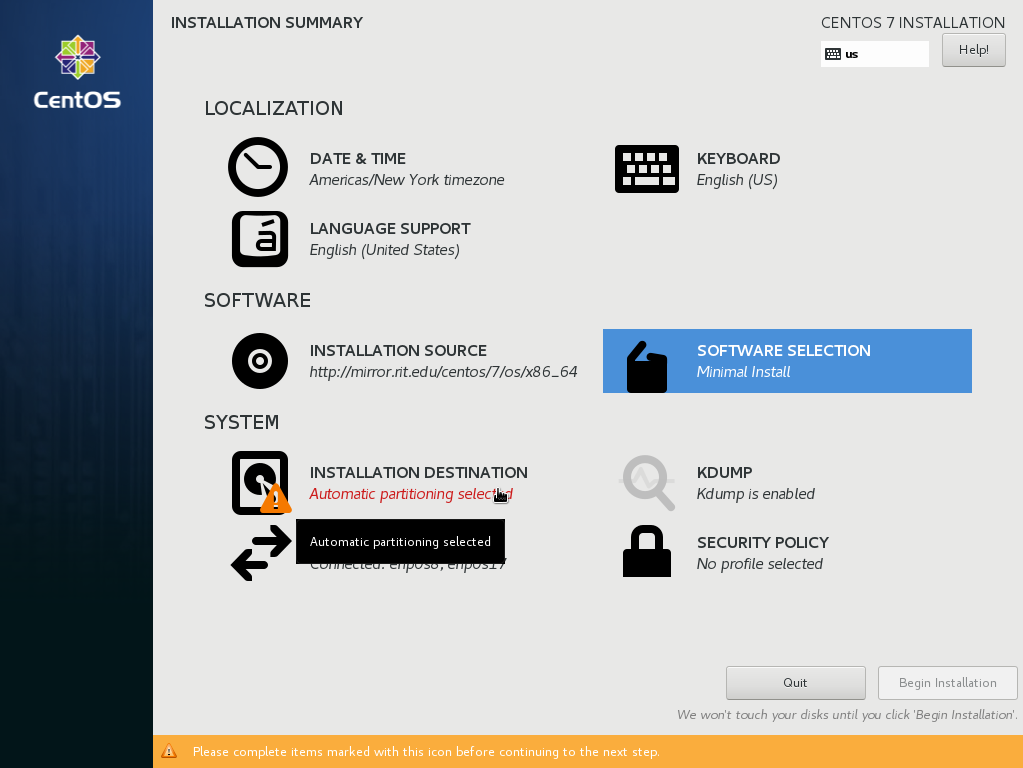 INSTALLATION SUMMARY
CENTOS 7 INSTALLATION
us
Help!
CentOS
LOCALIZATION
DATE & TIME
Americas/New York timezone
KEYBOARD
English (US)
á
LANGUAGE SUPPORT
English (United States)
SOFTWARE
INSTALLATION SOURCE
http://mirror.rit.edu/centos/7/os/x86_64
SOFTWARE SELECTION
Minimal Install
SYSTEM
INSTALLATION DESTINATION
Automatic partitioning selected
KDUMP
Kdump is enabled
Automatic partitioning selected
Connected: enp0s8, enp0s17
SECURITY POLICY
No profile selected
Quit
Begin Installation
We won't touch your disks until you click 'Begin Installation'.
Please complete items marked with this icon before continuing to the next step.